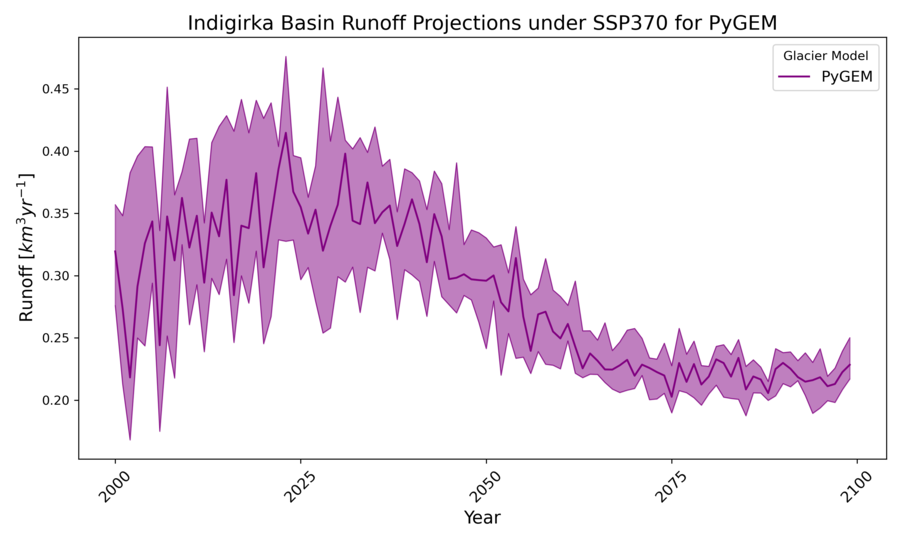 Indigirka Basin Runoff Projections under SSP370 for PyGEM
Glacier Model
PyGEM
Runoff [km³yr⁻¹]
0.45
0.40
0.35
0.30
0.25
0.20
2000
2025
2050
2075
2100
Year